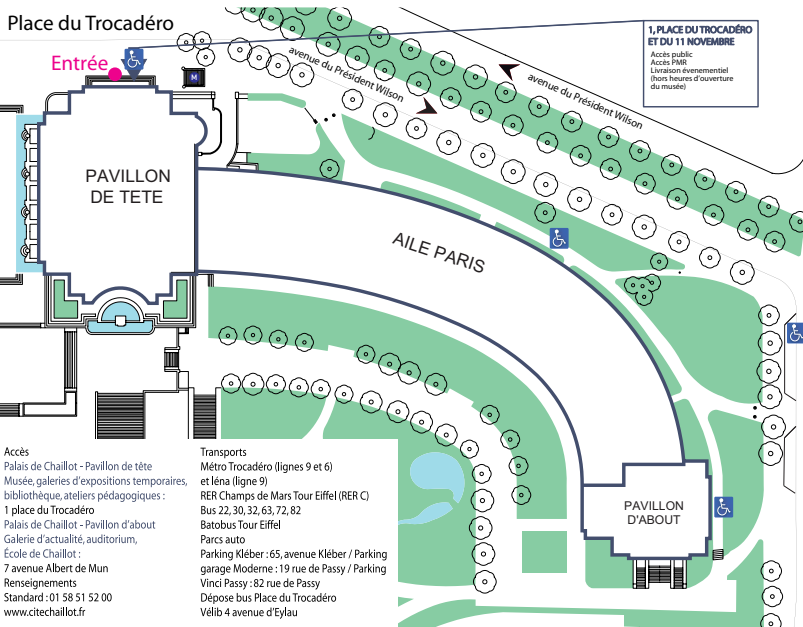 Place du Trocadéro
Entrée
M
1, PLACE DU TROCADÉRO
ET DU 11 NOVEMBRE
Accès public
Accès PMR
Livraison évenementiel
(hors heures d'ouverture
du musée)
avenue du Président Wilson
avenue du Président Wilson
PAVILLON
DE TETE
AILE PARIS
PAVILLON
D'ABOUT
Accès
Palais de Chaillot - Pavillon de tête
Musée, galeries d'expositions temporaires,
bibliothèque, ateliers pédagogiques :
1 place du Trocadéro
Palais de Chaillot - Pavillon d'about
Galerie d'actualité, auditorium,
École de Chaillot :
7 avenue Albert de Mun
Renseignements
Standard : 01 58 51 52 00
www.citechaillot.fr
Transports
Métro Trocadéro (lignes 9 et 6)
et Iéna (ligne 9)
RER Champs de Mars Tour Eiffel (RER C)
Bus 22, 30, 32, 63, 72, 82
Batobus Tour Eiffel
Parcs auto
Parking Kléber : 65, avenue Kléber / Parking
garage Moderne : 19 rue de Passy / Parking
Vinci Passy : 82 rue de Passy
Dépose bus Place du Trocadéro
Vélib 4 avenue d'Eylau